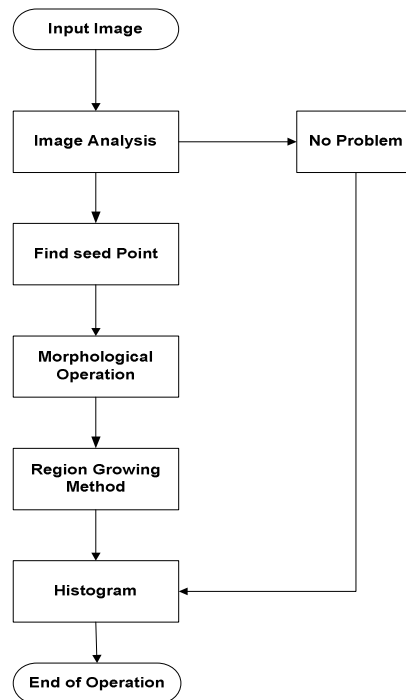 Input Image
Image Analysis
No Problem
Find seed Point
Morphological
Operation
Region Growing
Method
Histogram
End of Operation